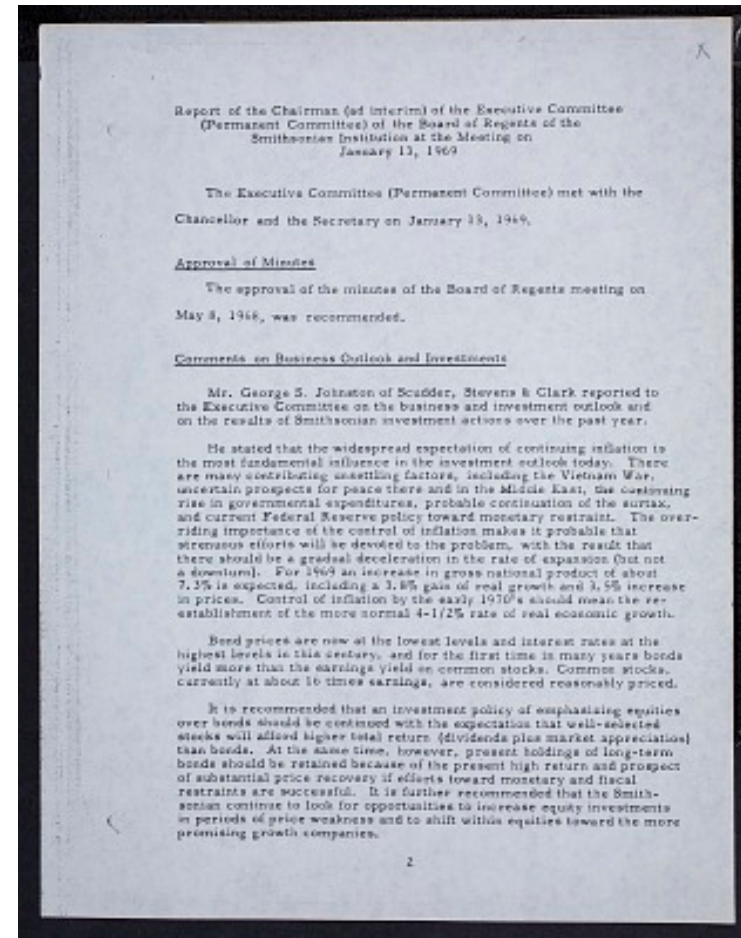 Report of the Chairman (ad interim) of the Executive Committee
(Permanent Committee) of the Board of Regents of the
Smithsonian Institution at the Meeting on
January 13, 1969
The Executive Committee (Permanent Committee) met with the
Chancellor and the Secretary on January 13, 1969.
Approval of Minutes
The approval of the minutes of the Board of Regents meeting on
May 8, 1968, was recommended.
Comments on Business Outlook and Investments
Mr. George S. Johnston of Scudder, Stevens & Clark reported to
the Executive Committee on the business and investment outlook and
on the results of Smithsonian investment actions over the past year.
He stated that the widespread expectation of continuing inflation is
the most fundamental influence in the investment outlook today. There
are many contributing unsettling factors, including the Vietnam War,
uncertain prospects for peace there and in the Middle East, the continuing
rise in governmental expenditures, probable continuation of the surtax,
and current Federal Reserve policy toward monetary restraint. The over-
riding importance of the control of inflation makes it probable that
strenuous efforts will be devoted to the problem, with the result that
there should be a gradual deceleration in the rate of expansion (but not
a downturn). For 1969 an increase in gross national product of about
7.3% is expected, including a 3.8% gain of real growth and 3.5% increase
in prices. Control of inflation by the early 1970's should mean the re-
establishment of the more normal 4-1/2% rate of real economic growth.
Bond prices are now at the lowest levels and interest rates at the
highest levels in this century, and for the first time in many years bonds
yield more than the earnings yield on common stocks. Common stocks,
currently at about 16 times earnings, are considered reasonably priced.
It is recommended that an investment policy of emphasizing equities
over bonds should be continued with the expectation that well-selected
stocks will afford higher total return (dividends plus market appreciation)
than bonds. At the same time, however, present holdings of long-term
bonds should be retained because of the present high return and prospect
of substantial price recovery if efforts toward monetary and fiscal
restraints are successful. It is further recommended that the Smith-
sonian continue to look for opportunities to increase equity investments
in periods of price weakness and to shift within equities toward the more
promising growth companies.
2